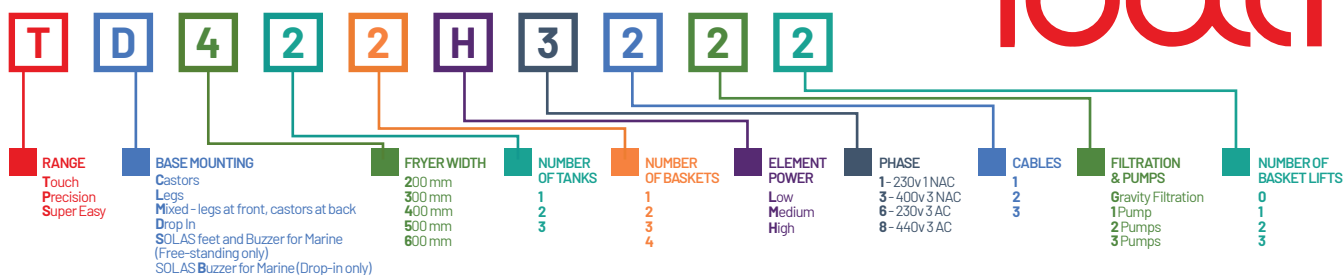 T D 4 2 2 H 3 2 2 2
RANGE
Touch
Precision
Super Easy
BASE MOUNTING
Castors
Legs
Mixed - legs at front, castors at back
Drop In
SOLAS feet and Buzzer for Marine
(Free-standing only)
SOLAS Buzzer for Marine (Drop-in only)
FRYER WIDTH
200 mm
300 mm
400 mm
500 mm
600 mm
NUMBER
OF TANKS
1
2
3
NUMBER
OF BASKETS
1
2
3
4
ELEMENT
POWER
Low
Medium
High
PHASE
1 - 230v 1 NAC
3 - 400v 3 NAC
6 - 230v 3 AC
8 - 440v 3 AC
CABLES
1
2
3
FILTRATION
& PUMPS
Gravity Filtration
1 Pump
2 Pumps
3 Pumps
NUMBER OF
BASKET LIFTS
0
1
2
3